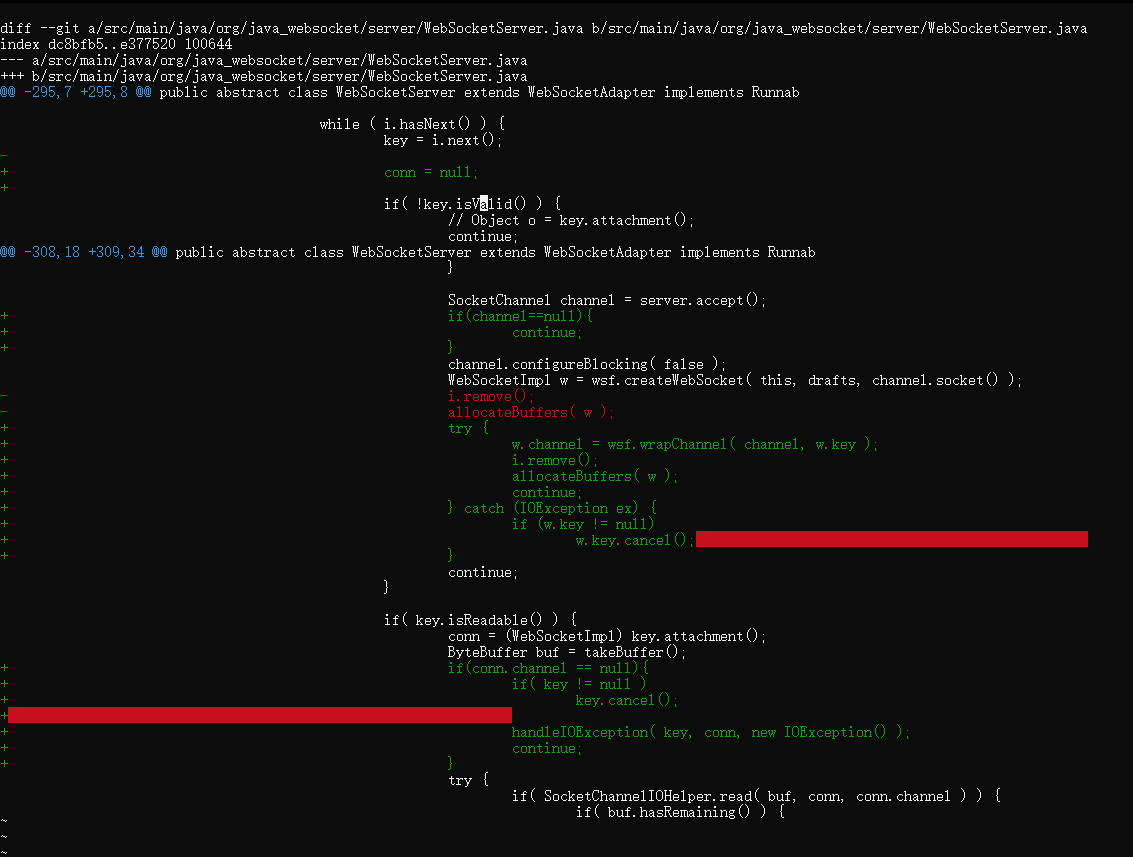 diff --git a/src/main/java/org/java_websocket/server/WebSocketServer.java b/src/main/java/org/java_websocket/server/WebSocketServer.java
index dc8bfb5..e377520 100644
--- a/src/main/java/org/java_websocket/server/WebSocketServer.java
+++ b/src/main/java/org/java_websocket/server/WebSocketServer.java
@@ -295,7 +295,8 @@ public abstract class WebSocketServer extends WebSocketAdapter implements Runnab
while ( i.hasNext() ) {
key = i.next();
-
+ conn = null;
+
if( !key.isValid() ) {
// Object o = key.attachment();
continue;
@@ -308,18 +309,34 @@ public abstract class WebSocketServer extends WebSocketAdapter implements Runnab
}
SocketChannel channel = server.accept();
+ if(channel==null){
+ continue;
+ }
channel.configureBlocking( false );
WebSocketImpl w = wsf.createWebSocket( this, drafts, channel.socket() );
- i.remove();
- allocateBuffers( w );
+ try {
+ w.channel = wsf.wrapChannel( channel, w.key );
+ i.remove();
+ allocateBuffers( w );
+ continue;
+ } catch (IOException ex) {
+ if (w.key != null)
+ w.key.cancel();
+ }
continue;
}
if( key.isReadable() ) {
conn = (WebSocketImpl) key.attachment();
ByteBuffer buf = takeBuffer();
+ if(conn.channel == null){
+ if( key != null )
+ key.cancel();
+
+ handleIOException( key, conn, new IOException() );
+ continue;
+ }
try {
if( SocketChannelIOHelper.read( buf, conn, conn.channel ) ) {
if( buf.hasRemaining() ) {
~
~
~